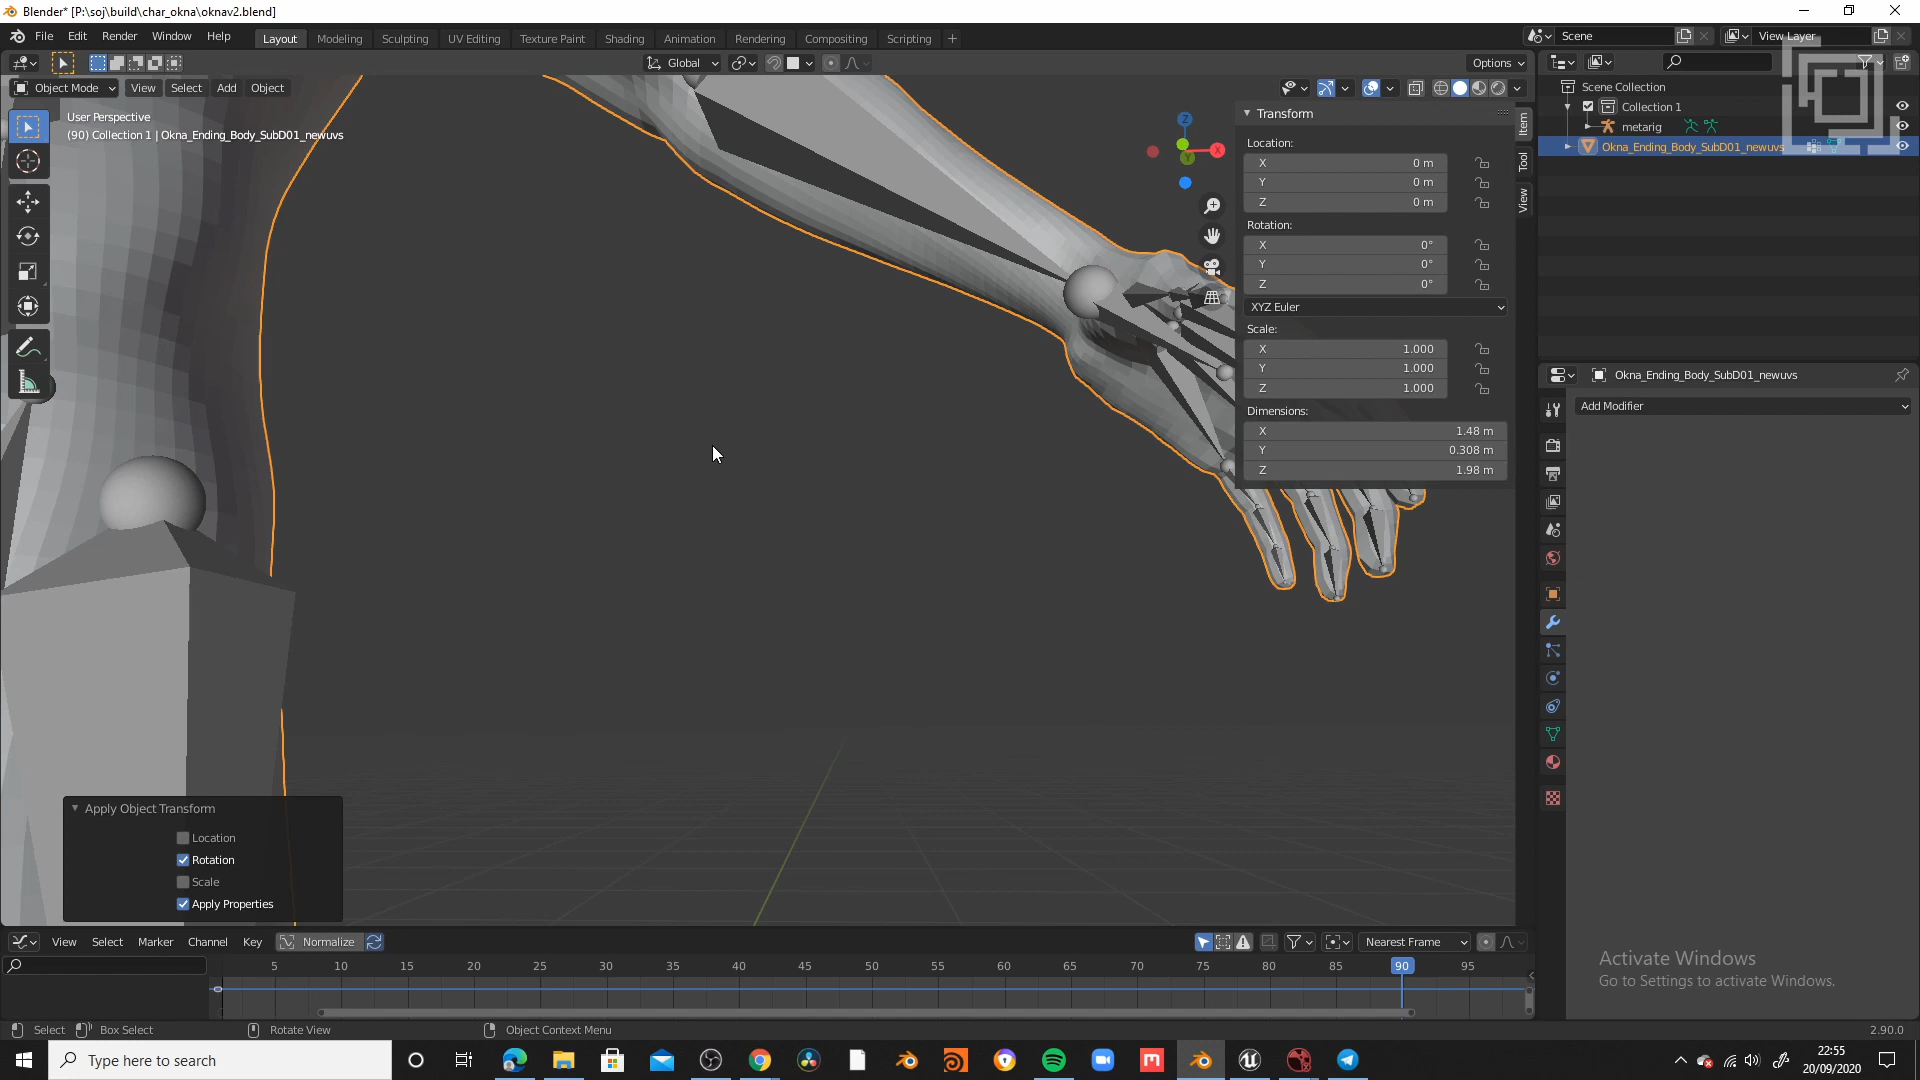 Blender* [P:\soj\build\char_okna\oknav2.blend]
File Edit Render Window Help Layout Modeling Sculpting UV Editing Texture Paint Shading Animation Rendering Compositing Scripting + Scene View Layer
Global Options
Object Mode View Select Add Object
User Perspective
(90) Collection 1 | Okna_Ending_Body_SubD01_newuvs
Z
X
Y
Transform
Location:
X 0 m
Y 0 m
Z 0 m
Rotation:
X 0°
Y 0°
Z 0°
XYZ Euler
Scale:
X 1.000
Y 1.000
Z 1.000
Dimensions:
X 1.48 m
Y 0.308 m
Z 1.98 m
Item
Tool
View
Scene Collection
Collection 1
metarig
Okna_Ending_Body_SubD01_newuvs
Okna_Ending_Body_SubD01_newuvs
Add Modifier
Apply Object Transform
Location
Rotation
Scale
Apply Properties
Activate Windows
Go to Settings to activate Windows.
View Select Marker Channel Key Normalize Nearest Frame
5 10 15 20 25 30 35 40 45 50 55 60 65 70 75 80 85 90 95
Select Box Select Rotate View Object Context Menu 2.90.0
Type here to search
22:55
20/09/2020